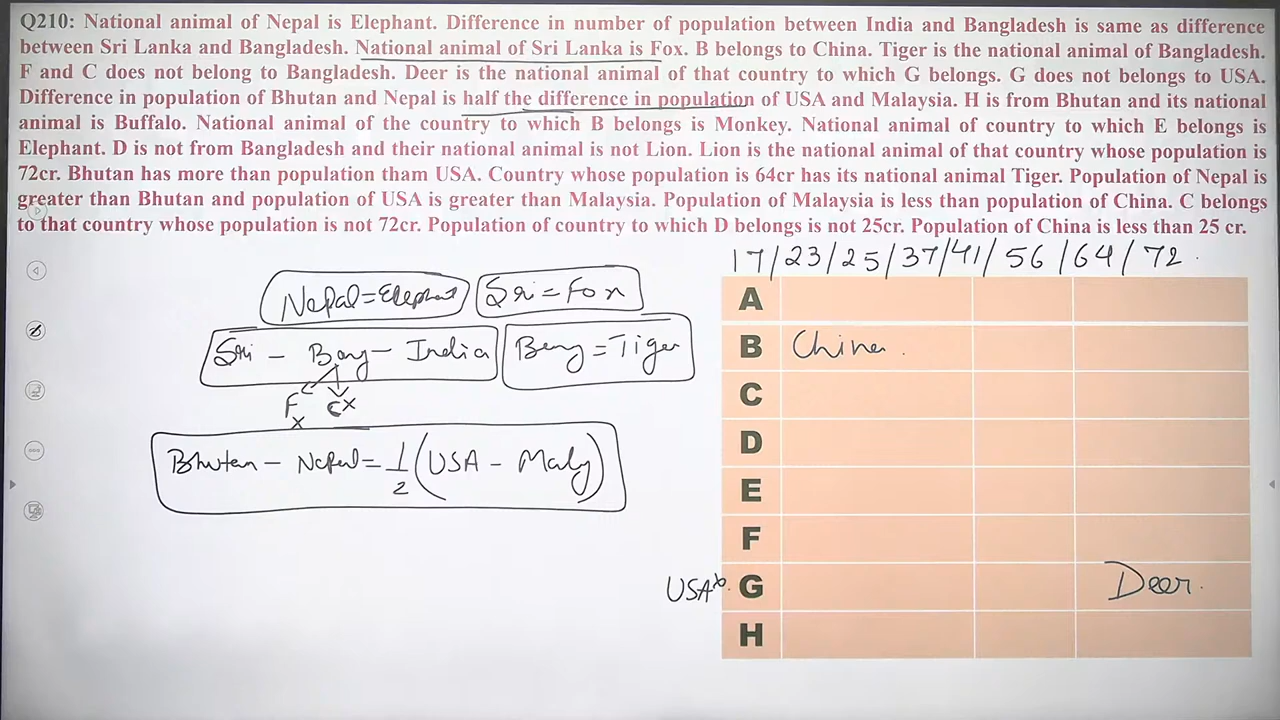 Q210: National animal of Nepal is Elephant. Difference in number of population between India and Bangladesh is same as difference
between Sri Lanka and Bangladesh. National animal of Sri Lanka is Fox. B belongs to China. Tiger is the national animal of Bangladesh.
F and C does not belong to Bangladesh. Deer is the national animal of that country to which G belongs. G does not belongs to USA.
Difference in population of Bhutan and Nepal is half the difference in population of USA and Malaysia. H is from Bhutan and its national
animal is Buffalo. National animal of the country to which B belongs is Monkey. National animal of country to which E belongs is
Elephant. D is not from Bangladesh and their national animal is not Lion. Lion is the national animal of that country whose population is
72cr. Bhutan has more than population tham USA. Country whose population is 64cr has its national animal Tiger. Population of Nepal is
greater than Bhutan and population of USA is greater than Malaysia. Population of Malaysia is less than population of China. C belongs
to that country whose population is not 72cr. Population of country to which D belongs is not 25cr. Population of China is less than 25 cr.
17/23/25/37/41/56/64/72.
Nepal=Elephant Sri=Fox
Sri - Bang - India Beng=Tiger
F x C x
Bhutan - Nepal = 1/2 (USA - Maly)
A
B China.
C
D
E
F
USA x. G Deer.
H